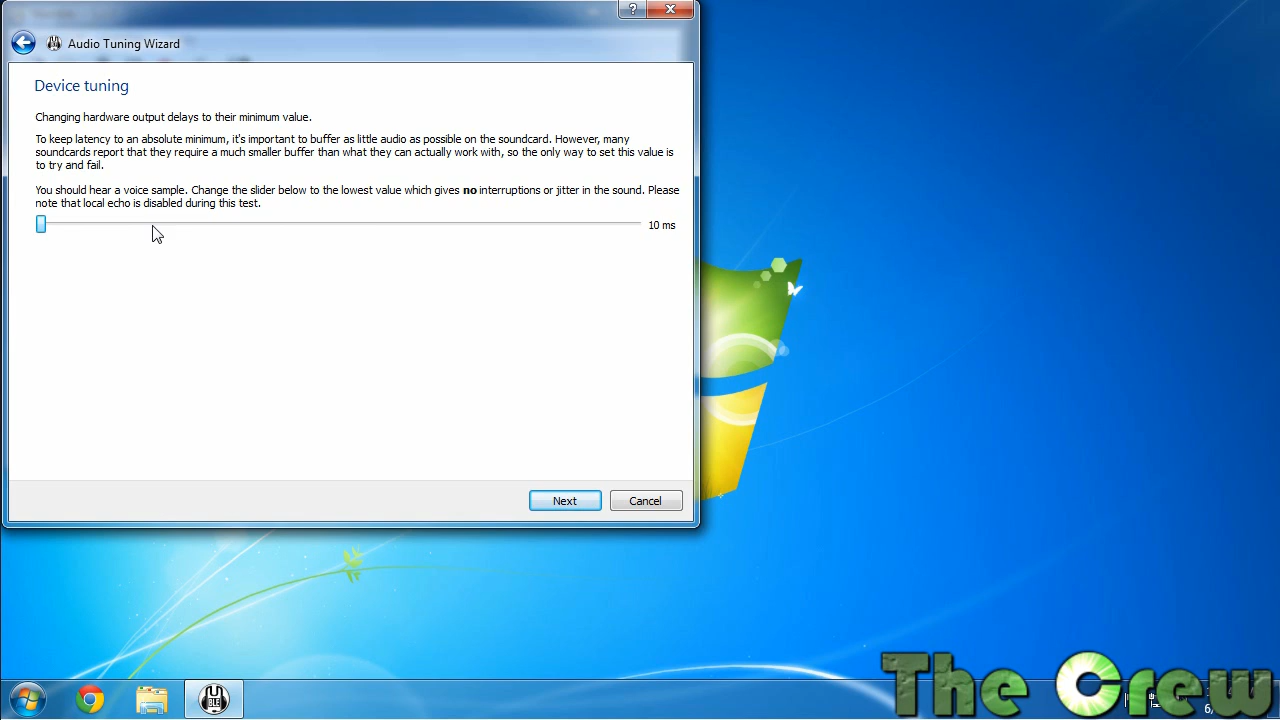 ?
Audio Tuning Wizard
Device tuning
Changing hardware output delays to their minimum value.
To keep latency to an absolute minimum, it's important to buffer as little audio as possible on the soundcard. However, many
soundcards report that they require a much smaller buffer than what they can actually work with, so the only way to set this value is
to try and fail.
You should hear a voice sample. Change the slider below to the lowest value which gives no interruptions or jitter in the sound. Please
note that local echo is disabled during this test.
10 ms
Next
Cancel
BLE
The Crew